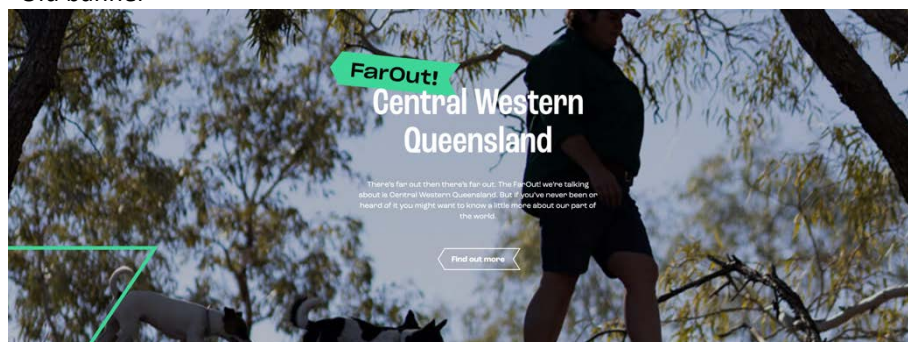 Old banner
FarOut!
Central Western
Queensland
There's far out then there's far out. The FarOut! we're talking
about is Central Western Queensland. But if you've never been or
heard of it you might want to know a little more about our part of
the world.
Find out more